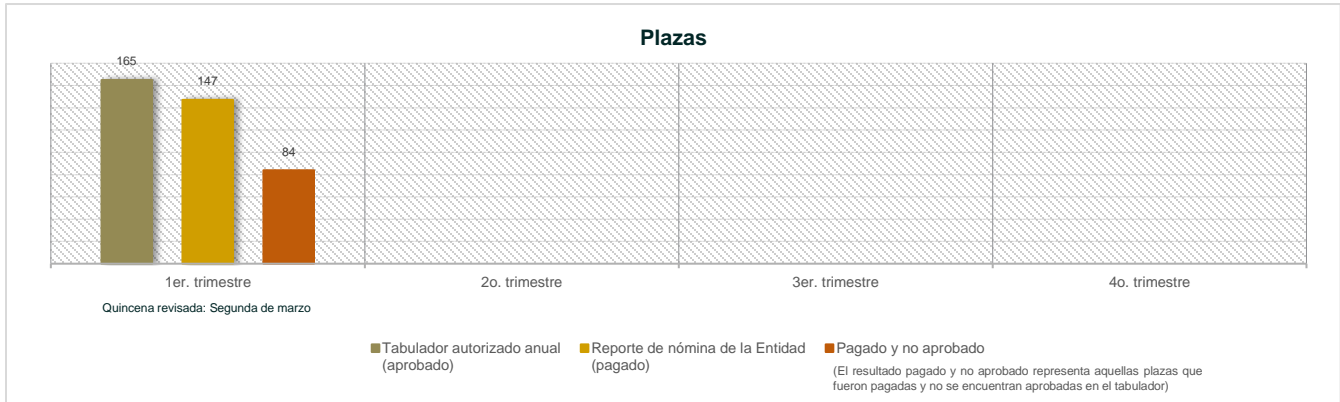 Plazas
165
147
84
1er. trimestre
2o. trimestre
3er. trimestre
4o. trimestre
Quincena revisada: Segunda de marzo
Tabulador autorizado anual
(aprobado)
Reporte de nómina de la Entidad
(pagado)
Pagado y no aprobado
(El resultado pagado y no aprobado representa aquellas plazas que
fueron pagadas y no se encuentran aprobadas en el tabulador)